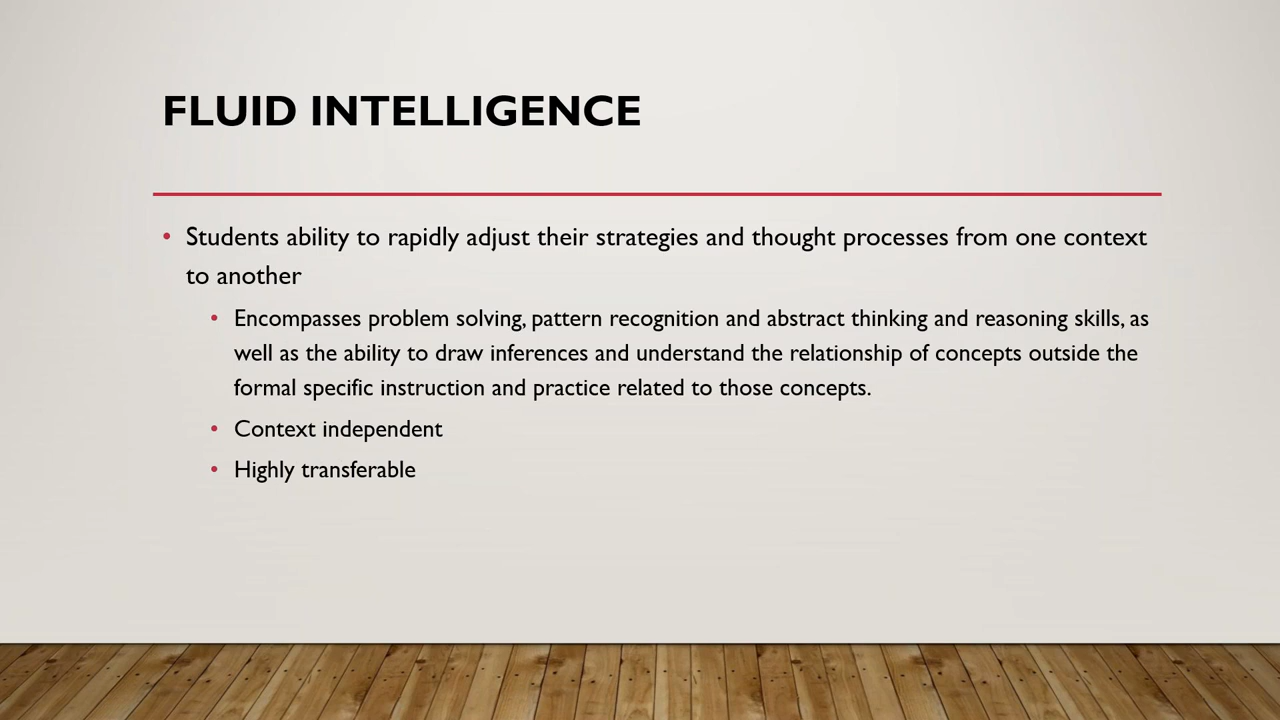 FLUID INTELLIGENCE
• Students ability to rapidly adjust their strategies and thought processes from one context
to another
• Encompasses problem solving, pattern recognition and abstract thinking and reasoning skills, as
well as the ability to draw inferences and understand the relationship of concepts outside the
formal specific instruction and practice related to those concepts.
• Context independent
• Highly transferable